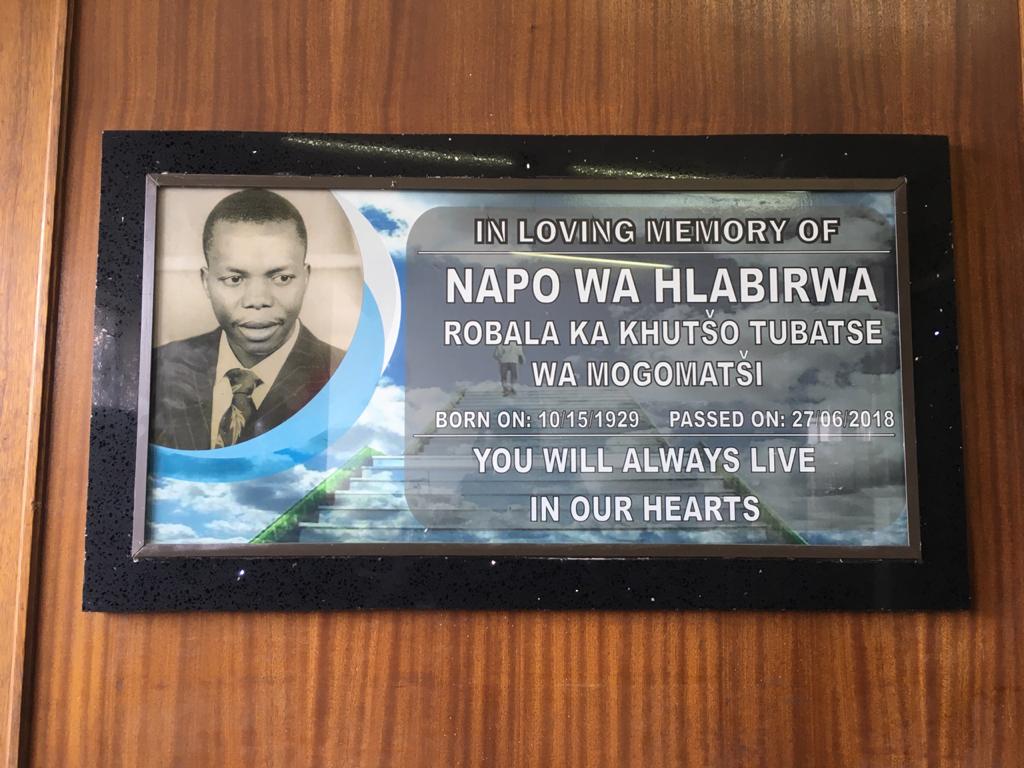 IN LOVING MEMORY OF
NAPO WA HLABIRWA
ROBALA KA KHUTŠO TUBATSE
WA MOGOMATŠI
BORN ON: 10/15/1929 PASSED ON: 27/06/2018
YOU WILL ALWAYS LIVE
IN OUR HEARTS